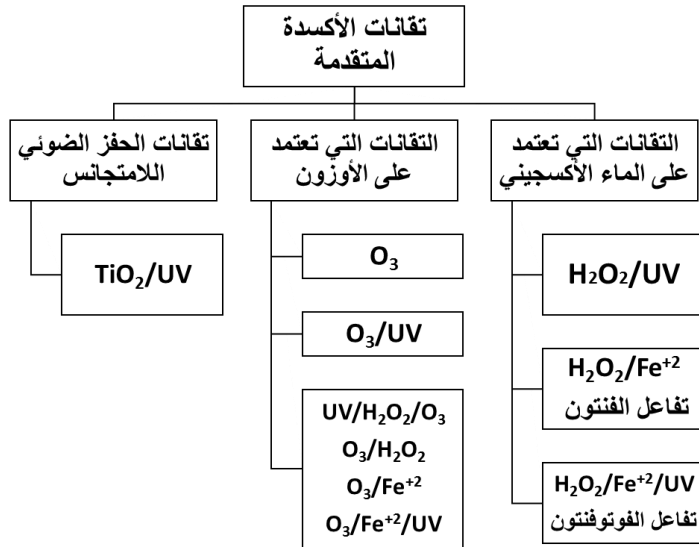 تقانات الأكسدة
المتقدمة
التقانات التي تعتمد
على الماء الأكسجيني
H₂O₂/UV
H₂O₂/Fe⁺²
تفاعل الفنتون
H₂O₂/Fe⁺²/UV
تفاعل الفوتوفنتون
التقانات التي تعتمد
على الأوزون
O₃
O₃/UV
UV/H₂O₂/O₃
O₃/H₂O₂
O₃/Fe⁺²
O₃/Fe⁺²/UV
تقانات الحفز الضوئي
اللامتجانس
TiO₂/UV